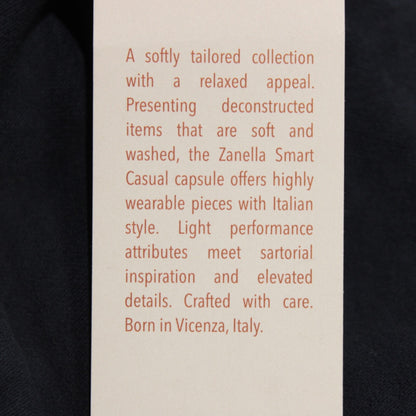 A softly tailored collection
with a relaxed appeal.
Presenting deconstructed
items that are soft and
washed, the Zanella Smart
Casual capsule offers highly
wearable pieces with Italian
style. Light performance
attributes meet sartorial
inspiration and elevated
details. Crafted with care.
Born in Vicenza, Italy.